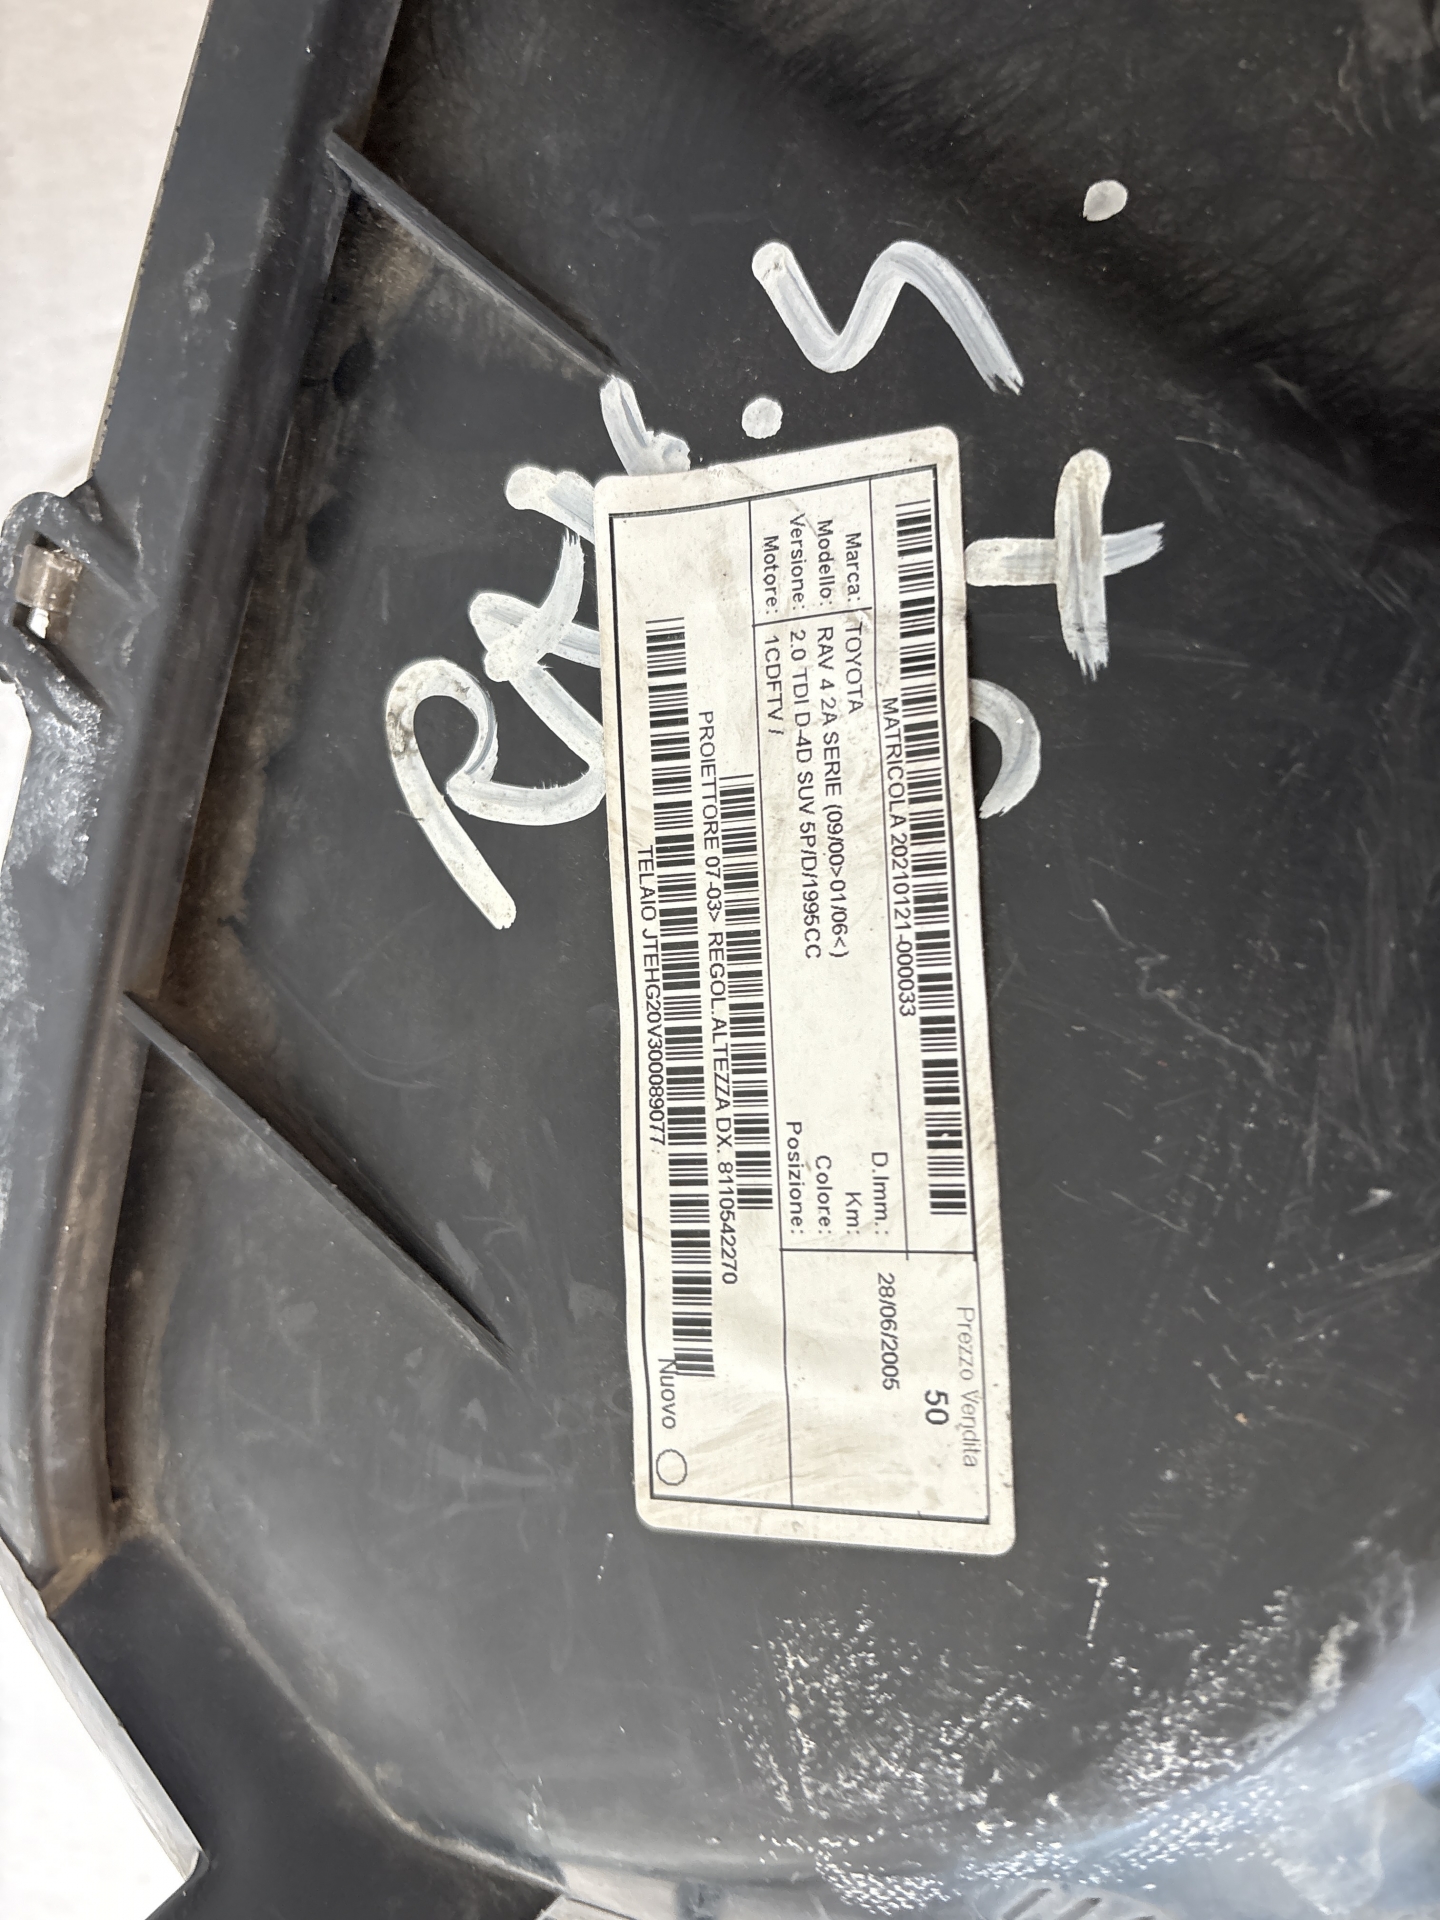 Prezzo Vendita
50
MATRICOLA 20210121-000033
D.Imm.: 28/06/2005
Marca: TOYOTA
Km:
Modello: RAV 4 2A SERIE (09/00>01/06<)
Colore:
Versione: 2.0 TDI D-4D SUV 5P/D/1995CC
Posizione:
Motore: 1CDFTV /
PROIETTORE 07-03> REGOL.ALTEZZA DX. 8110542270
TELAIO JTEHG20V300089077
Nuovo